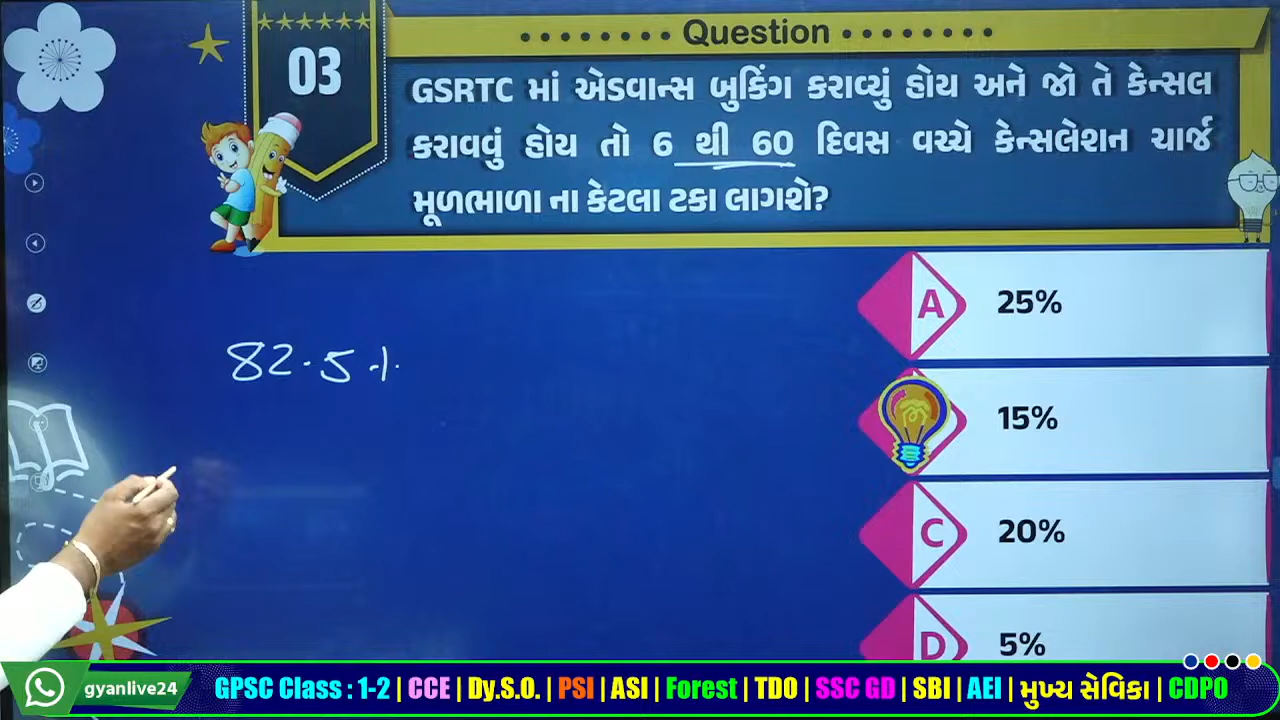 Question
03
GSRTC માં એડવાન્સ બુકિંગ કરાવ્યું હોય અને જો તે કેન્સલ
કરાવવું હોય તો 6 થી 60 દિવસ વચ્ચે કેન્સલેશન ચાર્જ
મૂળભાળા ના કેટલા ટકા લાગશે?
82.5 %
A 25%
15%
C 20%
D 5%
gyanlive24
GPSC Class : 1-2 | CCE | Dy.S.O. | PSI | ASI | Forest | TDO | SSC GD | SBI | AEI | મુખ્ય સેવિકા | CDPO